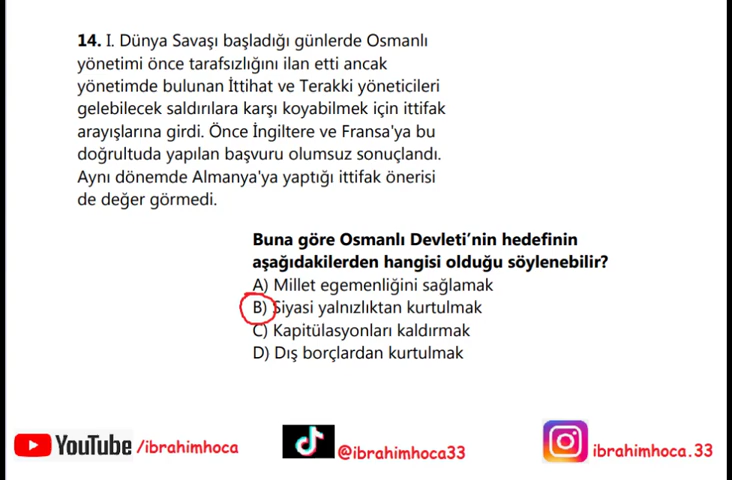 14. I. Dünya Savaşı başladığı günlerde Osmanlı
yönetimi önce tarafsızlığını ilan etti ancak
yönetimde bulunan İttihat ve Terakki yöneticileri
gelebilecek saldırılara karşı koyabilmek için ittifak
arayışlarına girdi. Önce İngiltere ve Fransa'ya bu
doğrultuda yapılan başvuru olumsuz sonuçlandı.
Aynı dönemde Almanya'ya yaptığı ittifak önerisi
de değer görmedi.
Buna göre Osmanlı Devleti'nin hedefinin
aşağıdakilerden hangisi olduğu söylenebilir?
A) Millet egemenliğini sağlamak
B) Siyasi yalnızlıktan kurtulmak
C) Kapitülasyonları kaldırmak
D) Dış borçlardan kurtulmak
YouTube /ibrahimhoca
@ibrahimhoca33
ibrahimhoca.33